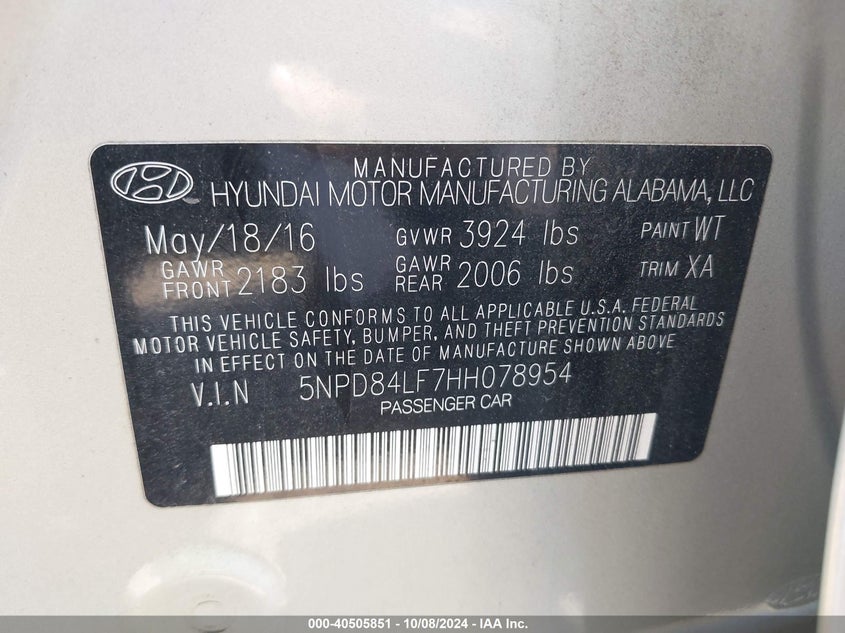 MANUFACTURED BY
HYUNDAI MOTOR MANUFACTURING ALABAMA, LLC
May/18/16 GVWR 3924 lbs PAINT WT
GAWR FRONT 2183 lbs GAWR REAR 2006 lbs TRIM XA
THIS VEHICLE CONFORMS TO ALL APPLICABLE U.S.A. FEDERAL
MOTOR VEHICLE SAFETY, BUMPER, AND THEFT PREVENTION STANDARDS
IN EFFECT ON THE DATE OF MANUFACTURE SHOWN ABOVE.
V.I.N 5NPD84LF7HH078954
PASSENGER CAR
000-40505851 - 10/08/2024 - IAA Inc.